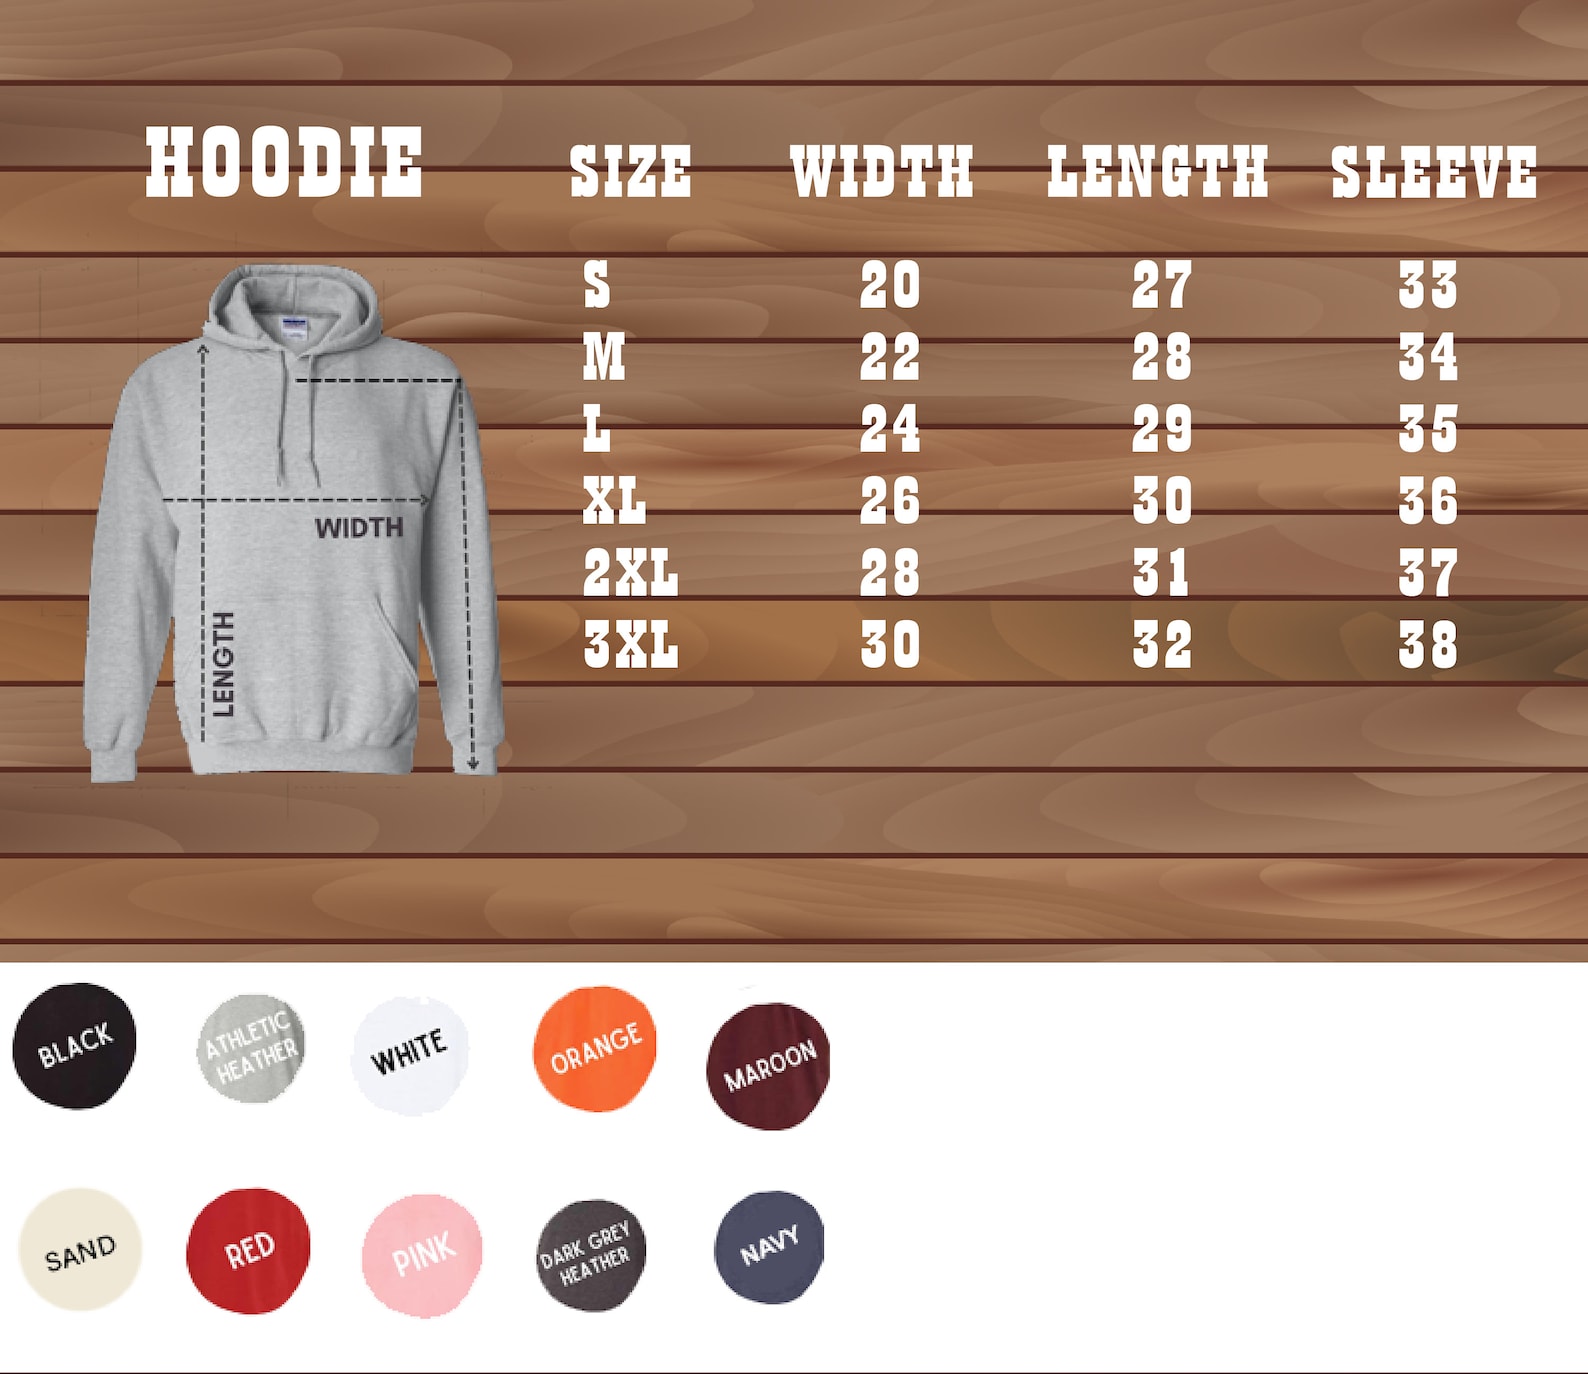 HOODIE SIZE WIDTH LENGTH SLEEVE
S 20 27 33
M 22 28 34
L 24 29 35
XL 26 30 36
2XL 28 31 37
3XL 30 32 38
WIDTH
LENGTH
BLACK
ATHLETIC
HEATHER
WHITE
ORANGE
MAROON
SAND
RED
PINK
DARK GREY
HEATHER
NAVY